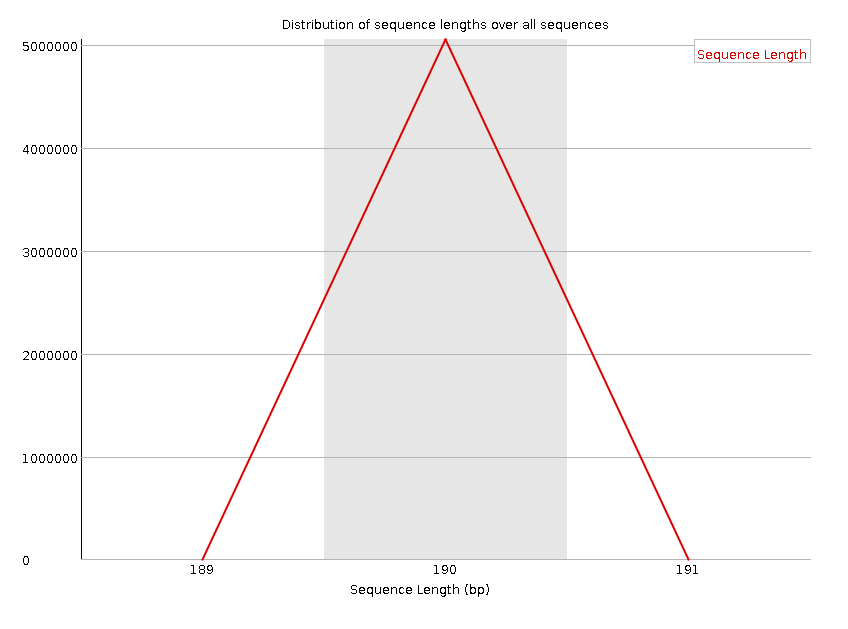 Distribution of sequence lengths over all sequences
Sequence Length
5000000
4000000
3000000
2000000
1000000
0
189 190 191
Sequence Length (bp)